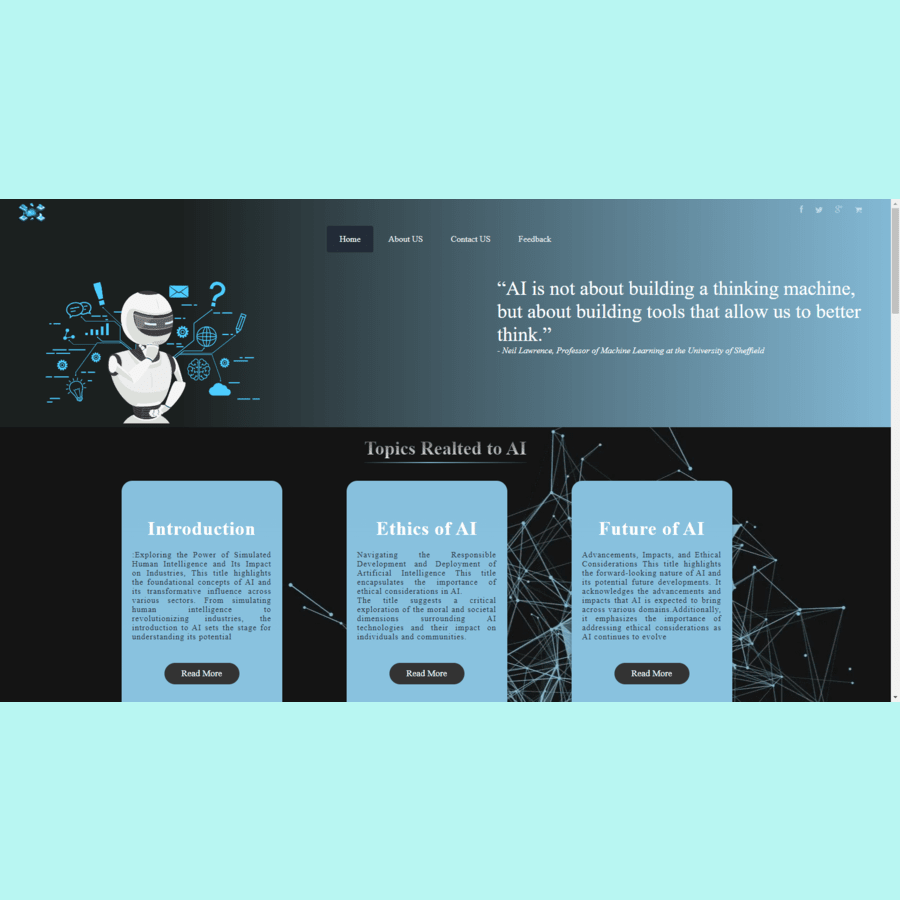 Home About US Contact US Feedback
“AI is not about building a thinking machine,
but about building tools that allow us to better
think.”
- Neil Lawrence, Professor of Machine Learning at the University of Sheffield
Topics Realted to AI
Introduction
:Exploring the Power of Simulated
Human Intelligence and Its Impact
on Industries, This title highlights
the foundational concepts of AI and
its transformative influence across
various sectors. From simulating
human intelligence to
revolutionizing industries, the
introduction to AI sets the stage for
understanding its potential
Read More
Ethics of AI
Navigating the Responsible
Development and Deployment of
Artificial Intelligence This title
encapsulates the importance of
ethical considerations in AI.
The title suggests a critical
exploration of the moral and societal
dimensions surrounding AI
technologies and their impact on
individuals and communities.
Read More
Future of AI
Advancements, Impacts, and Ethical
Considerations This title highlights
the forward-looking nature of AI and
its potential future developments. It
acknowledges the advancements and
impacts that AI is expected to bring
across various domains.Additionally,
it emphasizes the importance of
addressing ethical considerations as
AI continues to evolve
Read More